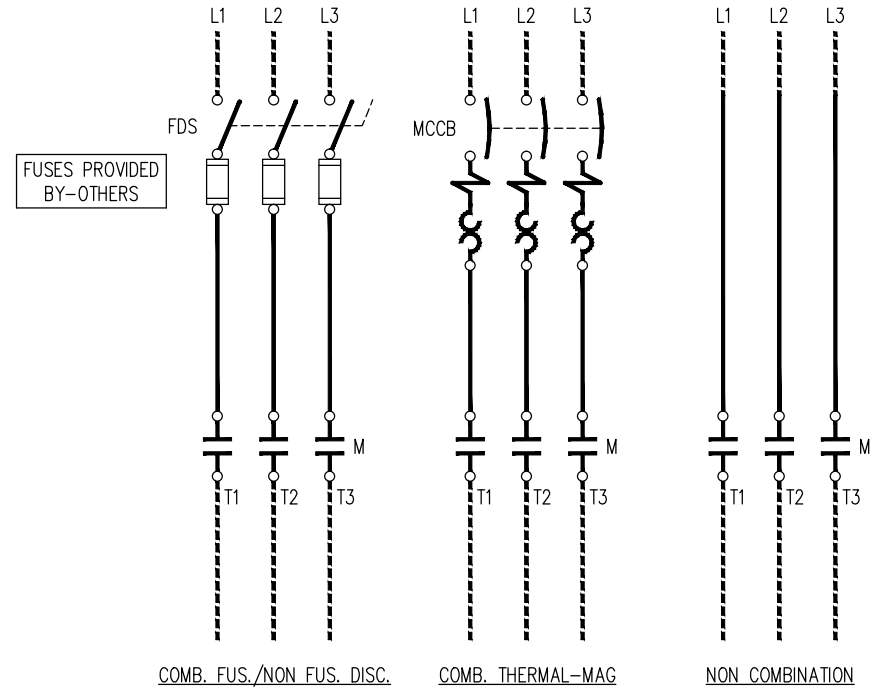 L1 L2 L3 L1 L2 L3 L1 L2 L3
FDS MCCB
FUSES PROVIDED
BY-OTHERS
M M M
T1 T2 T3 T1 T2 T3 T1 T2 T3
COMB. FUS./NON FUS. DISC. COMB. THERMAL-MAG NON COMBINATION